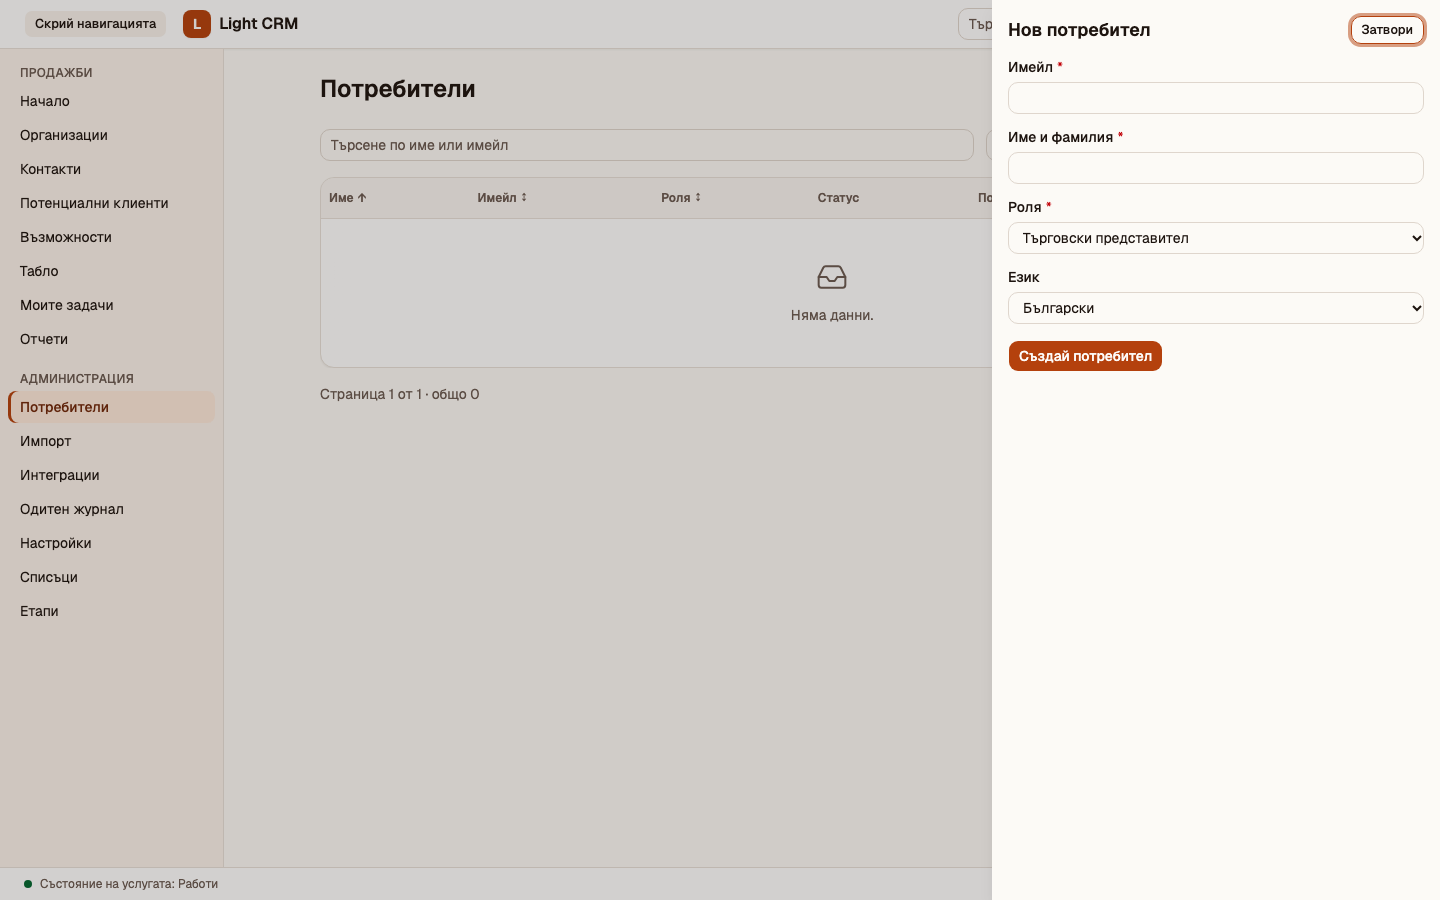 Скрий навигацията
L
Light CRM
ПРОДАЖБИ
Начало
Организации
Контакти
Потенциални клиенти
Възможности
Табло
Моите задачи
Отчети
АДМИНИСТРАЦИЯ
Потребители
Импорт
Интеграции
Одитен журнал
Настройки
Списъци
Етапи
Потребители
Търсене по име или имейл
Име ↑ Имейл ↕ Роля ↕ Статус
Няма данни.
Страница 1 от 1 · общо 0
Нов потребител
Затвори
Имейл *
Име и фамилия *
Роля *
Търговски представител
Език
Български
Създай потребител
Състояние на услугата: Работи